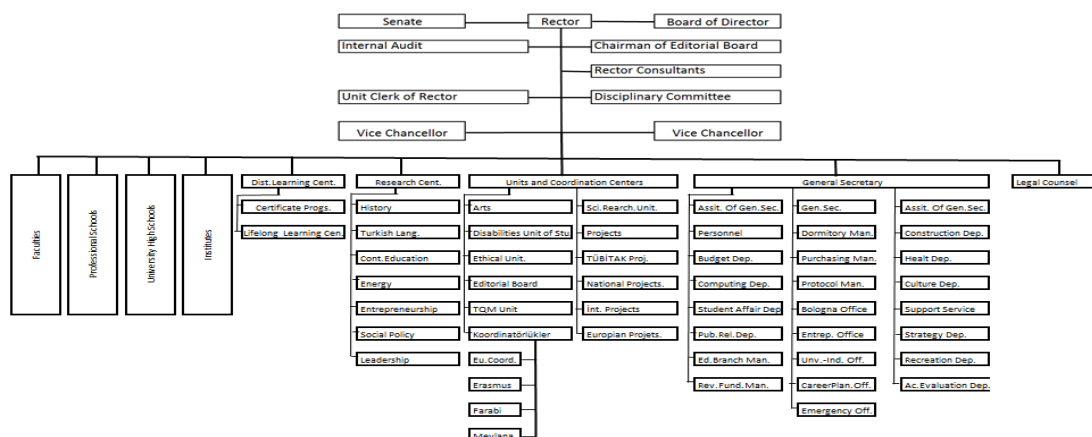 Senate
Rector
Board of Director
Internal Audit
Chairman of Editorial Board
Rector Consultants
Unit Clerk of Rector
Disciplinary Committee
Vice Chancellor
Vice Chancellor
Faculties
Professional Schools
University High Schools
Institutes
Dist.Learning Cent.
Certificate Progs.
Lifelong Learning Cen.
Research Cent.
History
Turkish Lang.
Cont.Education
Energy
Entrepreneurship
Social Policy
Leadership
Units and Coordination Centers
Arts
Disabilities Unit of Stu.
Ethical Unit.
Editorial Board
TQM Unit
Koordinatörlükler
Eu.Coord.
Erasmus
Farabi
Mevlana
Sci.Rearch.Unit.
Projects
TÜBİTAK Proj.
National Projects.
İnt. Projects
Europian Projets.
General Secretary
Assit. Of Gen.Sec.
Personnel
Budget Dep.
Computing Dep.
Student Affair Dep
Pub.Rel.Dep.
Ed.Branch Man.
Rev.Fund.Man.
Gen.Sec.
Dormitory Man.
Purchasing Man.
Protocol Man.
Bologna Office
Entrep. Office
Unv.-Ind. Off.
CareerPlan.Off.
Emergency Off.
Assit. Of Gen.Sec.
Construction Dep.
Healt Dep.
Culture Dep.
Support Service
Strategy Dep.
Recreation Dep.
Ac.Evaluation Dep.
Legal Counsel